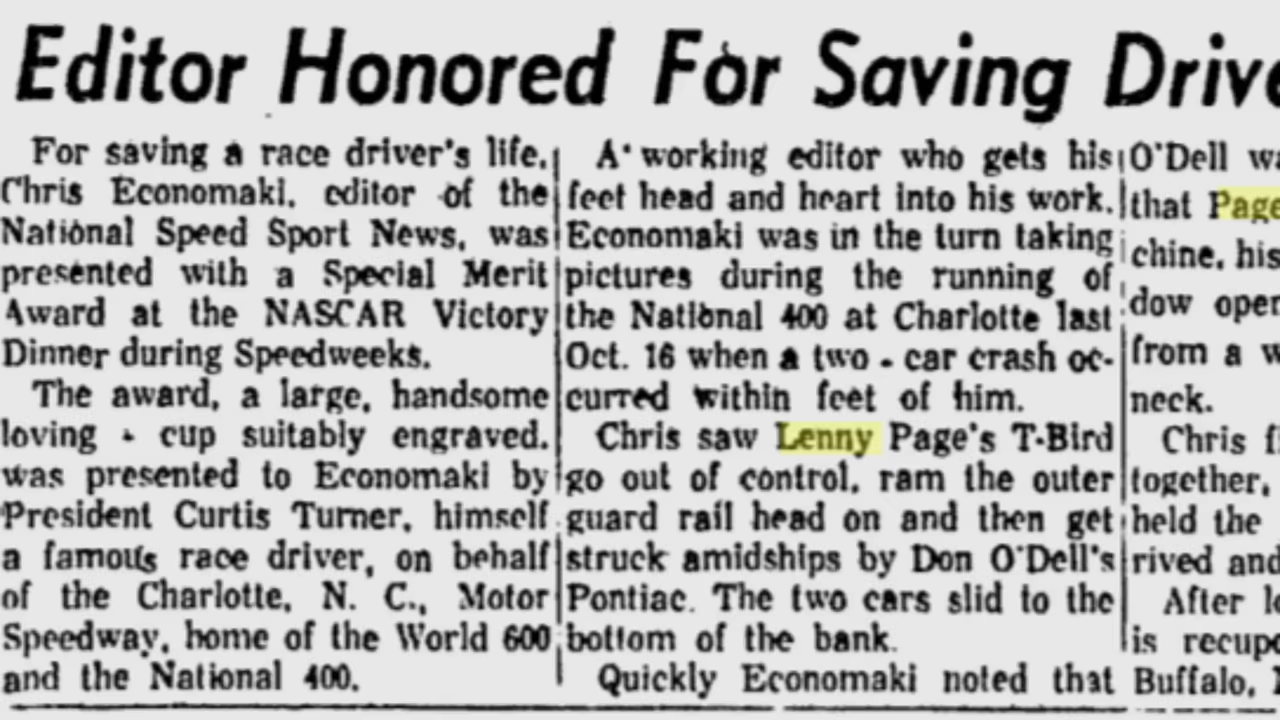 Editor Honored For Saving Drive
For saving a race driver's life,
Chris Economaki, editor of the
National Speed Sport News, was
presented with a Special Merit
Award at the NASCAR Victory
Dinner during Speedweeks.
The award, a large, handsome
loving - cup suitably engraved.
was presented to Economaki by
President Curtis Turner, himself
a famous race driver, on behalf
of the Charlotte, N. C., Motor
Speedway, home of the World 600
and the National 400.
A working editor who gets his
feet head and heart into his work.
Economaki was in the turn taking
pictures during the running of
the National 400 at Charlotte last
Oct. 16 when a two - car crash oc-
curred within feet of him.
Chris saw Lenny Page's T-Bird
go out of control, ram the outer
guard rail head on and then get
struck amidships by Don O'Dell's
Pontiac. The two cars slid to the
bottom of the bank.
Quickly Economaki noted that
O'Dell wa
that Page
chine, his
dow open
from a w
neck.
Chris fi
together,
held the
rived and
After lo
is recupe
Buffalo,